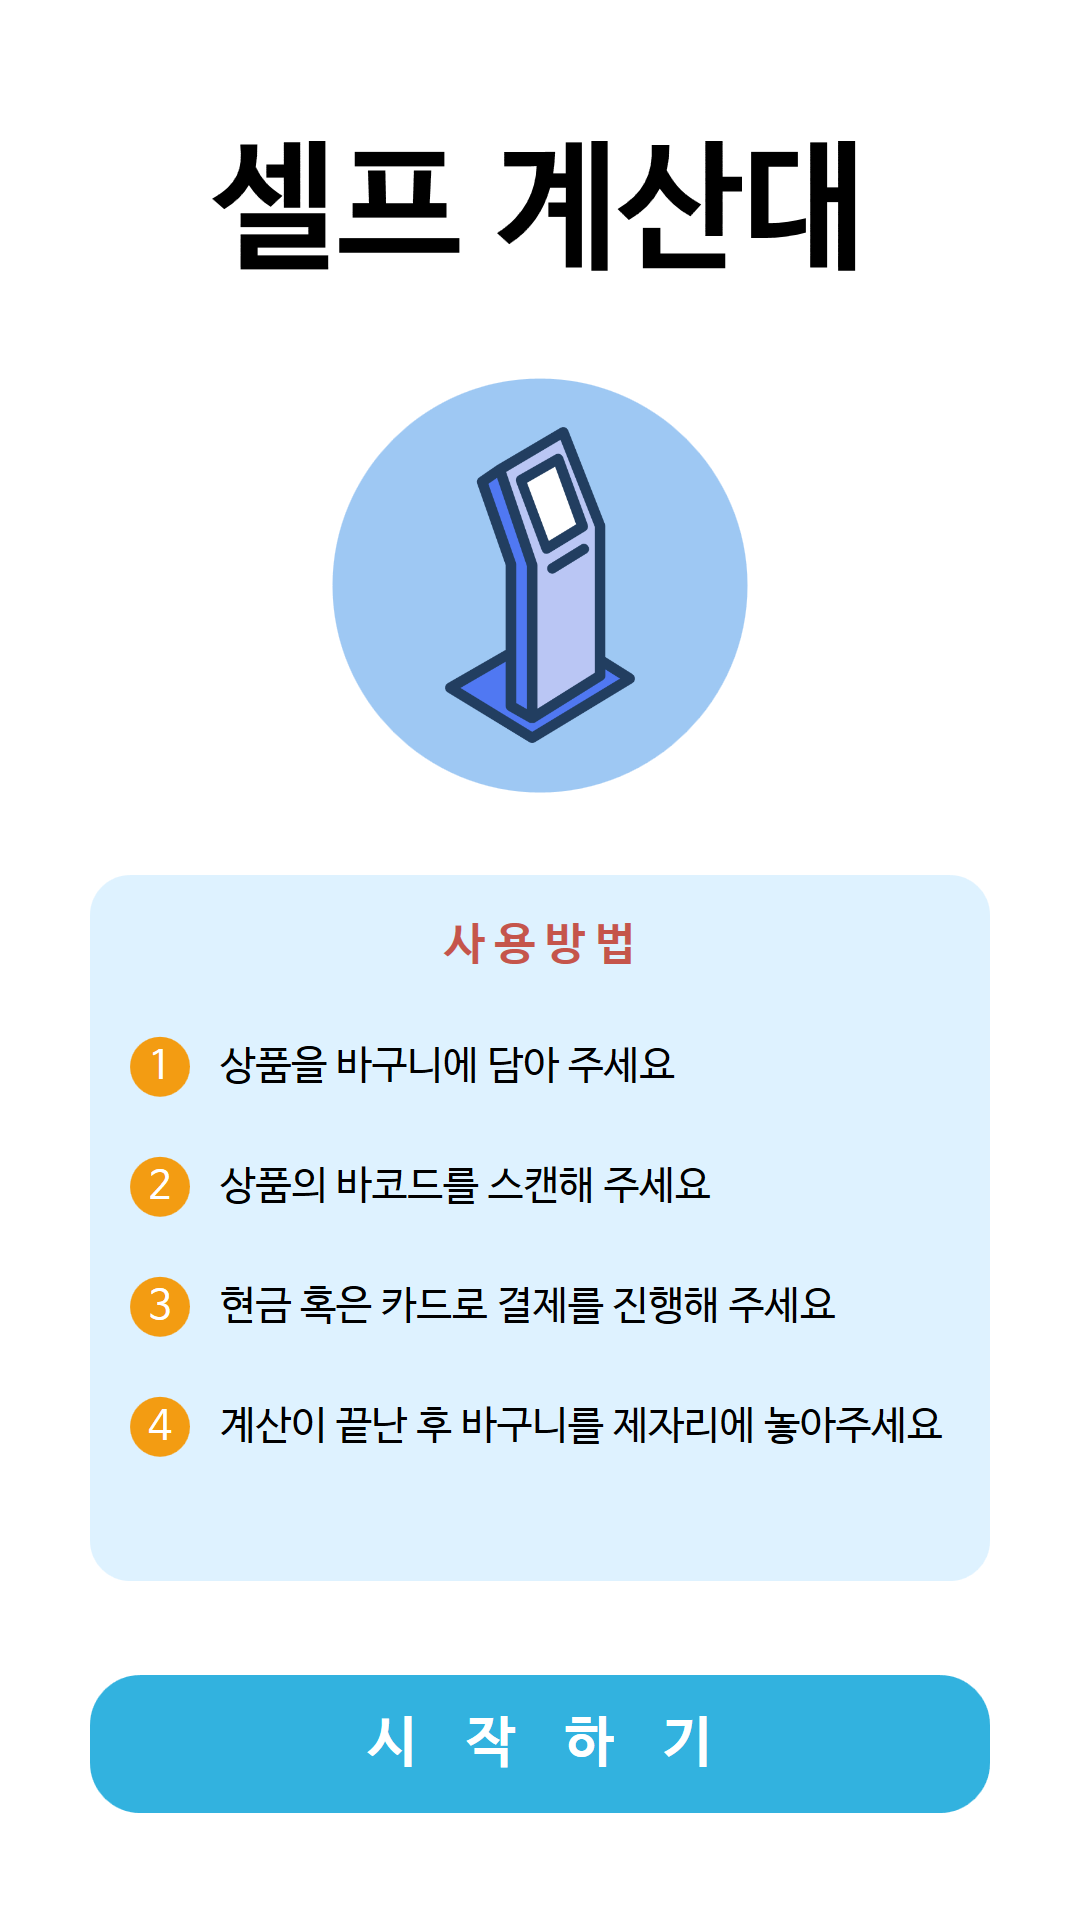 셀프 계산대
사용방법
1 상품을 바구니에 담아 주세요
2 상품의 바코드를 스캔해 주세요
3 현금 혹은 카드로 결제를 진행해 주세요
4 계산이 끝난 후 바구니를 제자리에 놓아주세요
시 작 하 기